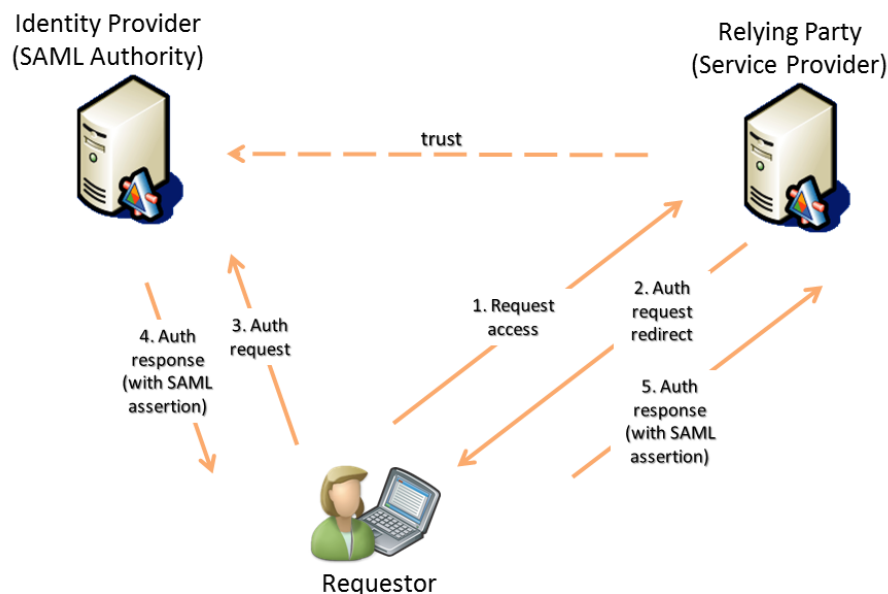 Identity Provider
(SAML Authority)
Relying Party
(Service Provider)
trust
1. Request
access
2. Auth
request
redirect
3. Auth
request
4. Auth
response
(with SAML
assertion)
5. Auth
response
(with SAML
assertion)
Requestor